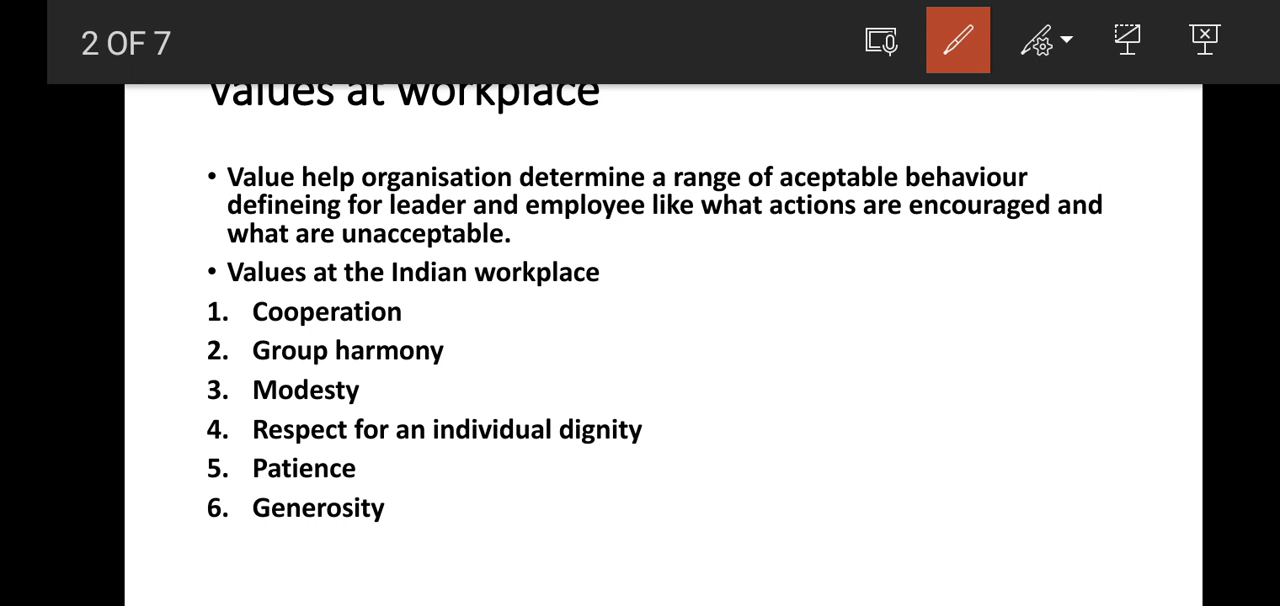 2 OF 7
Values at workplace
• Value help organisation determine a range of aceptable behaviour
defineing for leader and employee like what actions are encouraged and
what are unacceptable.
• Values at the Indian workplace
1. Cooperation
2. Group harmony
3. Modesty
4. Respect for an individual dignity
5. Patience
6. Generosity